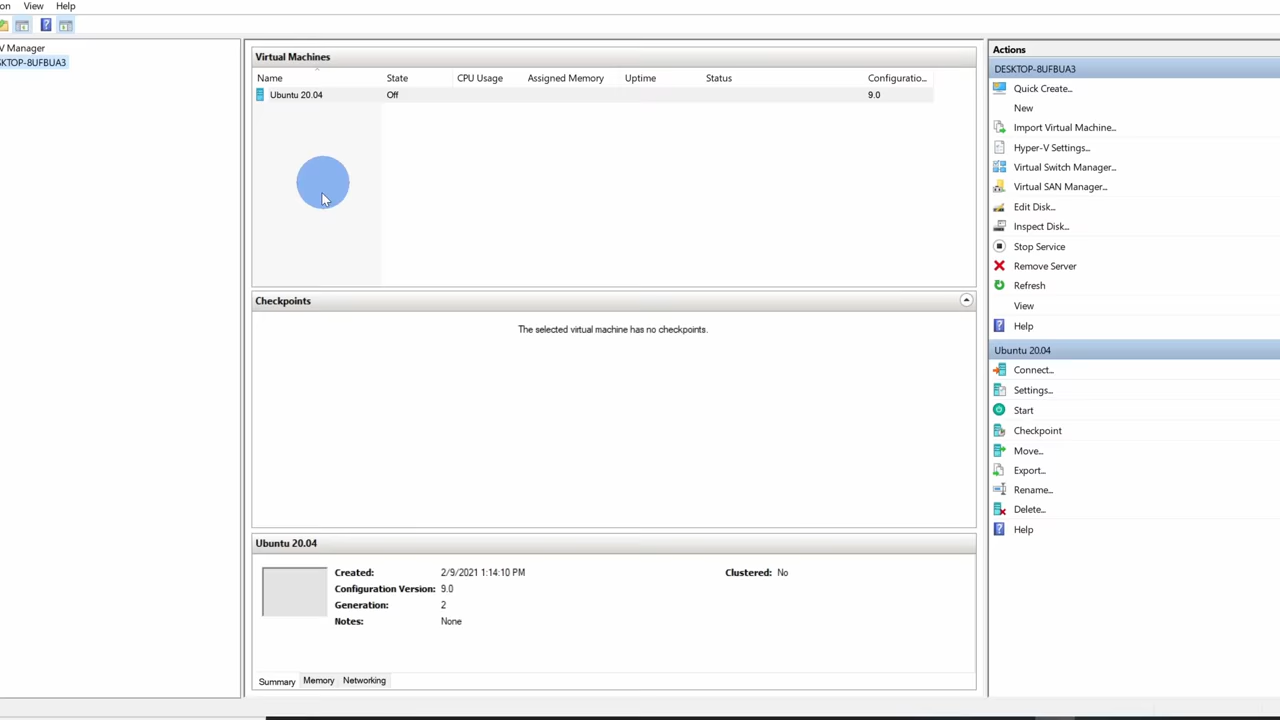 on View Help
V Manager
SKTOP-8UFBUA3
Virtual Machines
Name State CPU Usage Assigned Memory Uptime Status Configuratio...
Ubuntu 20.04 Off 9.0
Checkpoints
The selected virtual machine has no checkpoints.
Ubuntu 20.04
Created: 2/9/2021 1:14:10 PM Clustered: No
Configuration Version: 9.0
Generation: 2
Notes: None
Summary Memory Networking
Actions
DESKTOP-8UFBUA3
Quick Create...
New
Import Virtual Machine...
Hyper-V Settings...
Virtual Switch Manager...
Virtual SAN Manager...
Edit Disk...
Inspect Disk...
Stop Service
Remove Server
Refresh
View
Help
Ubuntu 20.04
Connect...
Settings...
Start
Checkpoint
Move...
Export...
Rename...
Delete...
Help